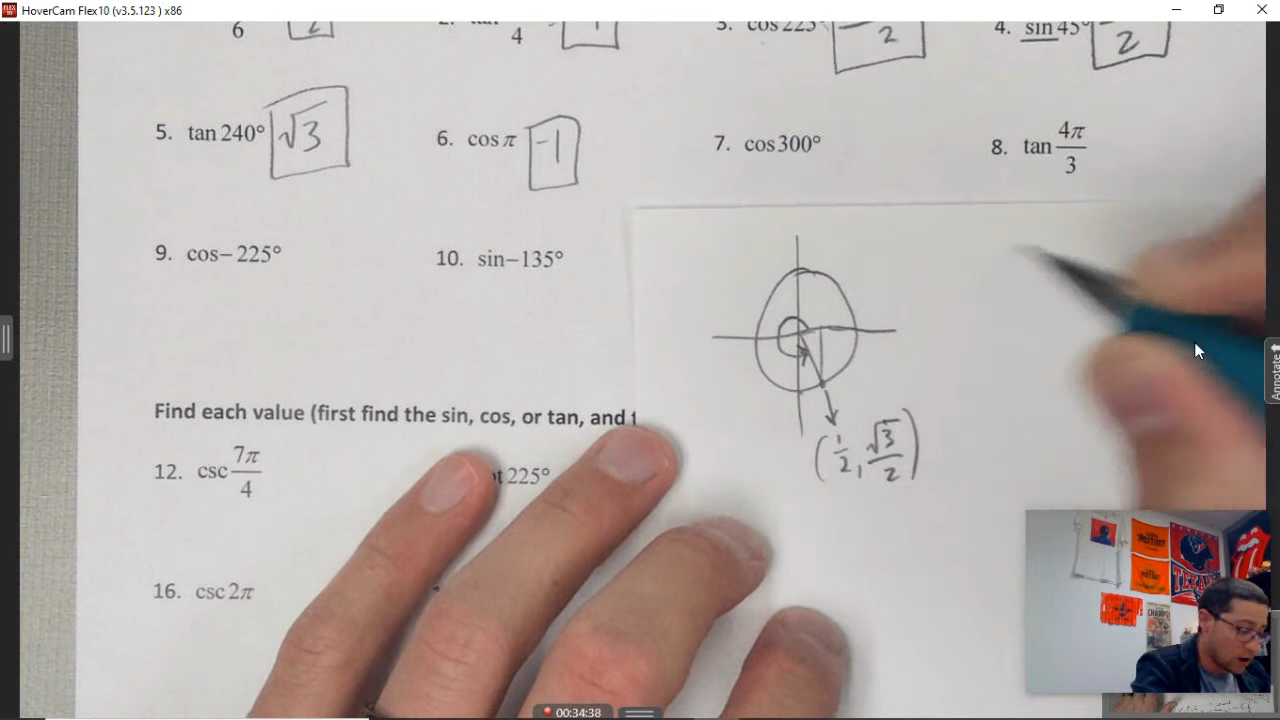 HoverCam Flex10 (v3.5.123) x86
6 2
4
3. cos 225° 2
4. sin 45° 2
5. tan 240° √3
6. cos π -1
7. cos 300°
8. tan 4π/3
9. cos−225°
10. sin−135°
(1/2, √3/2)
Find each value (first find the sin, cos, or tan, and
12. csc 7π/4
225°
16. csc 2π
Annotate
TEXANS
00:34:38